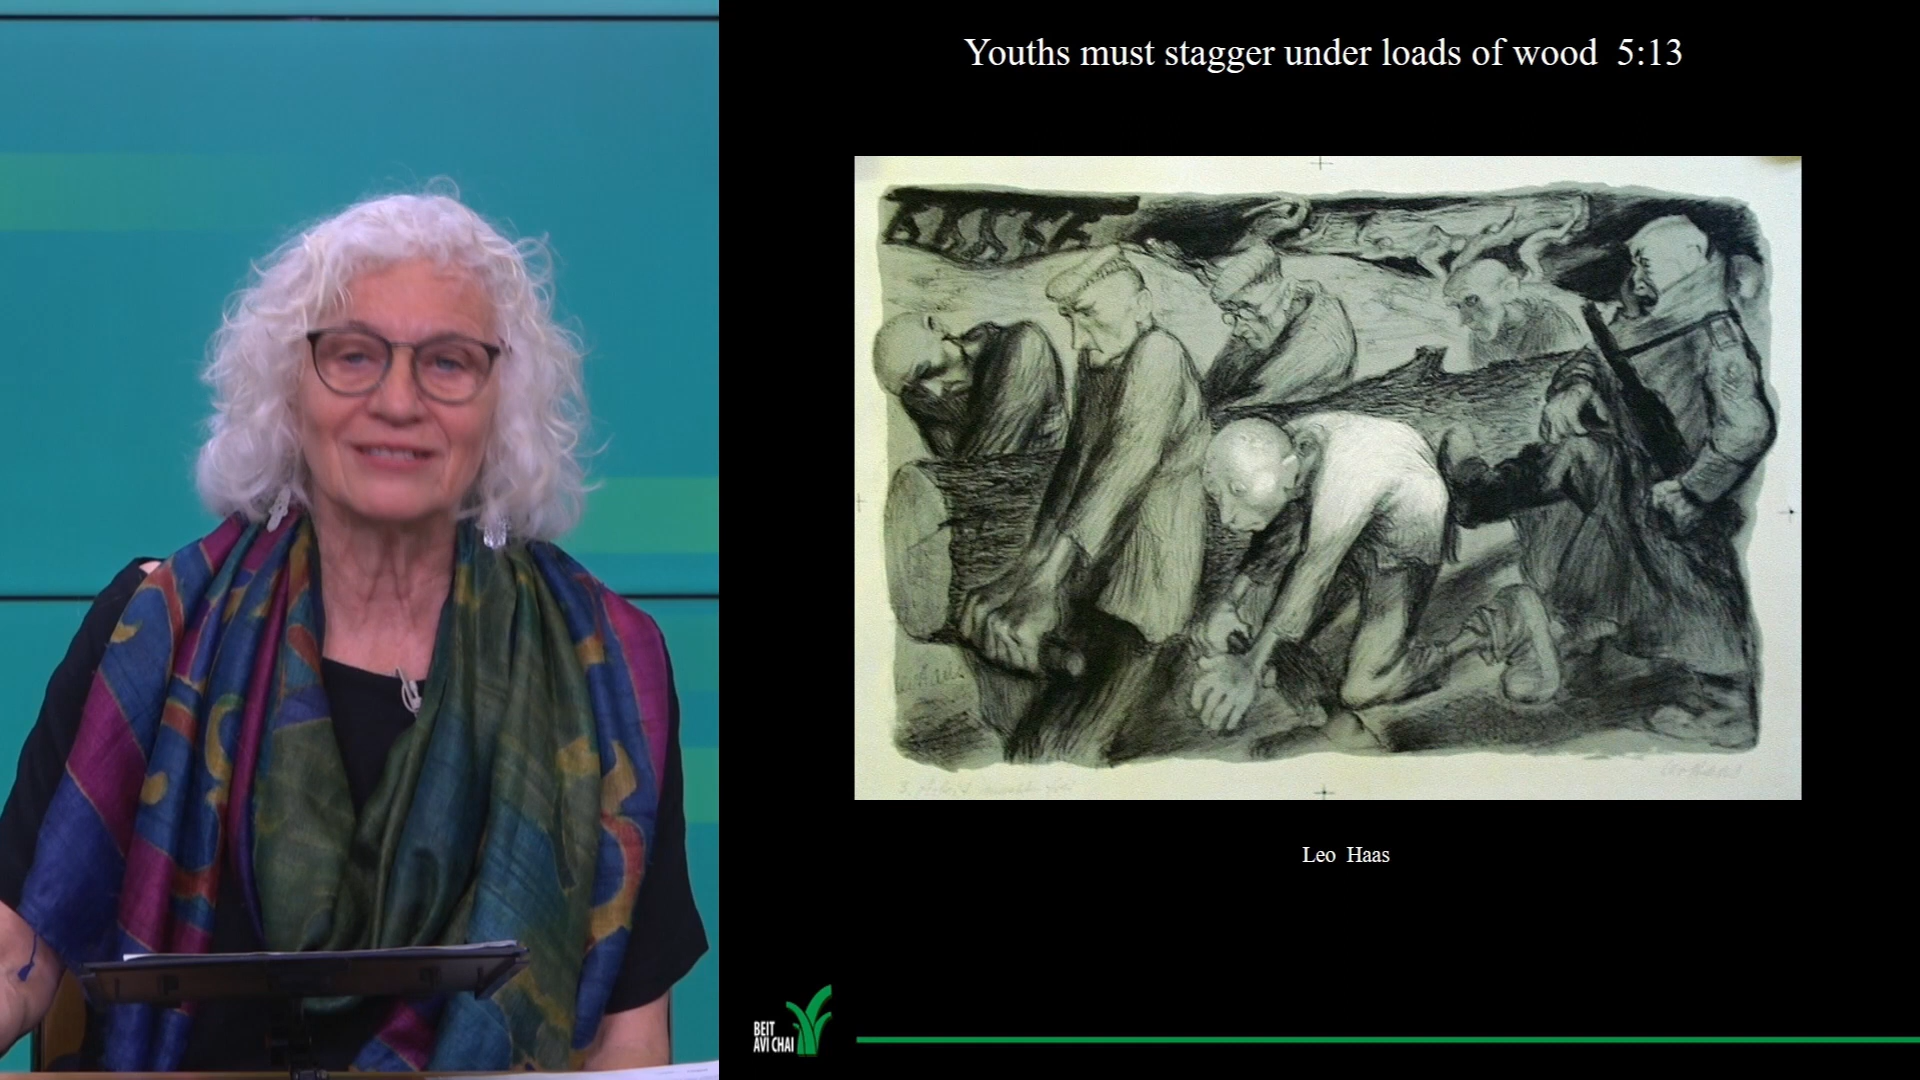 Youths must stagger under loads of wood 5:13
Leo Haas
BEIT
AVI CHAI